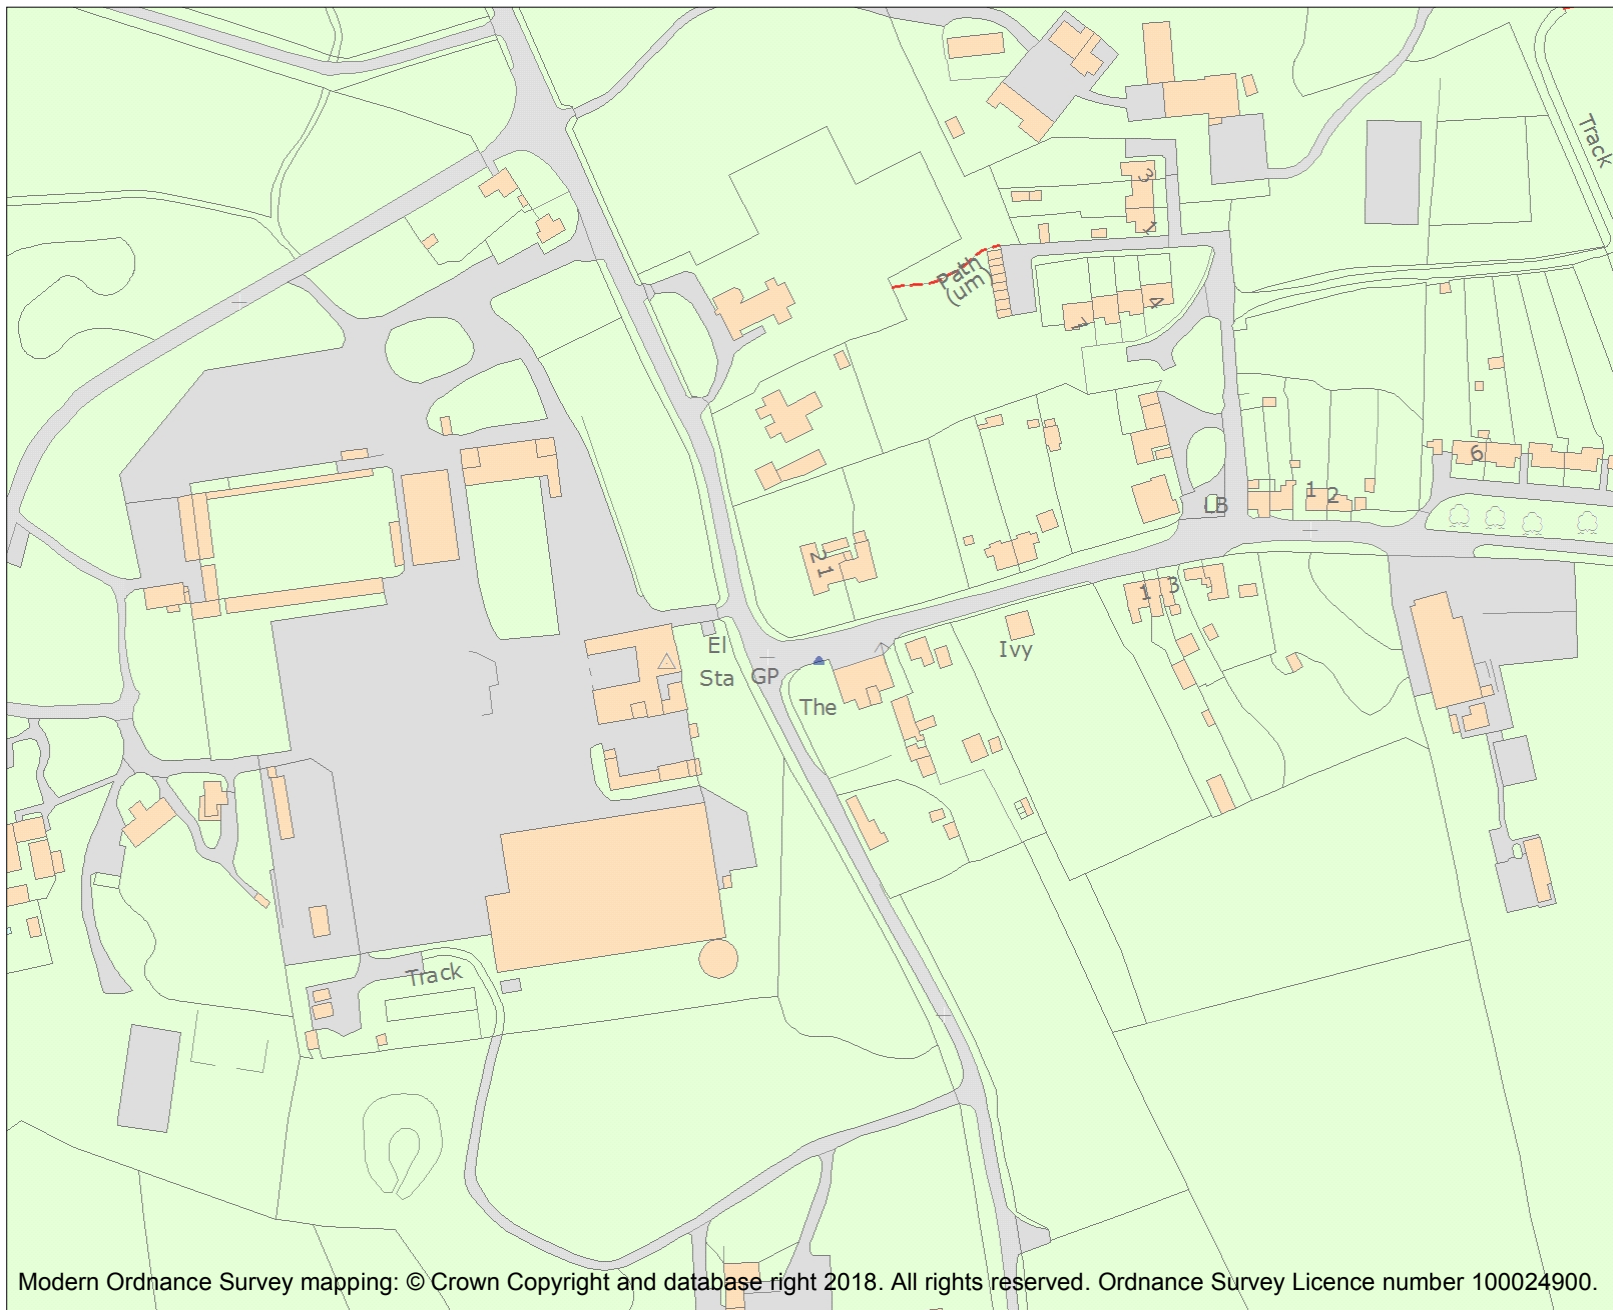 Track
3
1
Path
(um)
4
1
6
1 2
LB
2 1
1 3
El
Sta
GP
Ivy
The
Track
Modern Ordnance Survey mapping: © Crown Copyright and database right 2018. All rights reserved. Ordnance Survey Licence number 100024900.